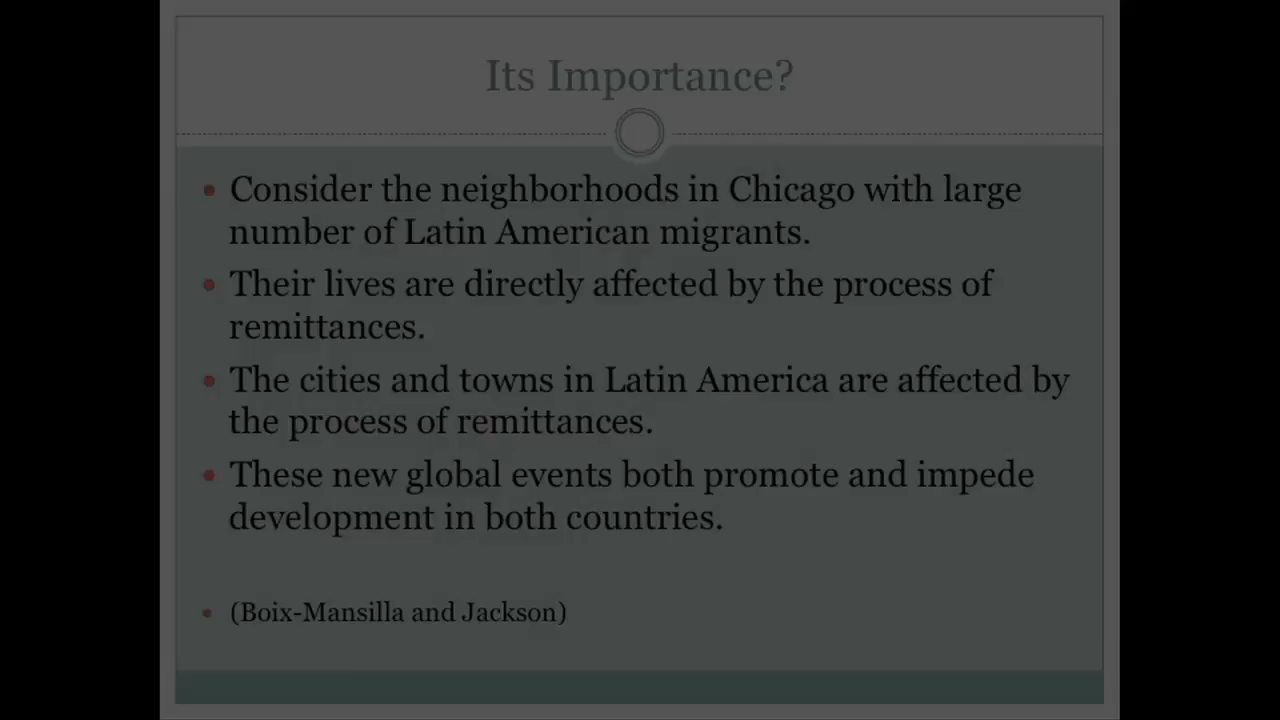 Its Importance?
• Consider the neighborhoods in Chicago with large
number of Latin American migrants.
• Their lives are directly affected by the process of
remittances.
• The cities and towns in Latin America are affected by
the process of remittances.
• These new global events both promote and impede
development in both countries.
• (Boix-Mansilla and Jackson)